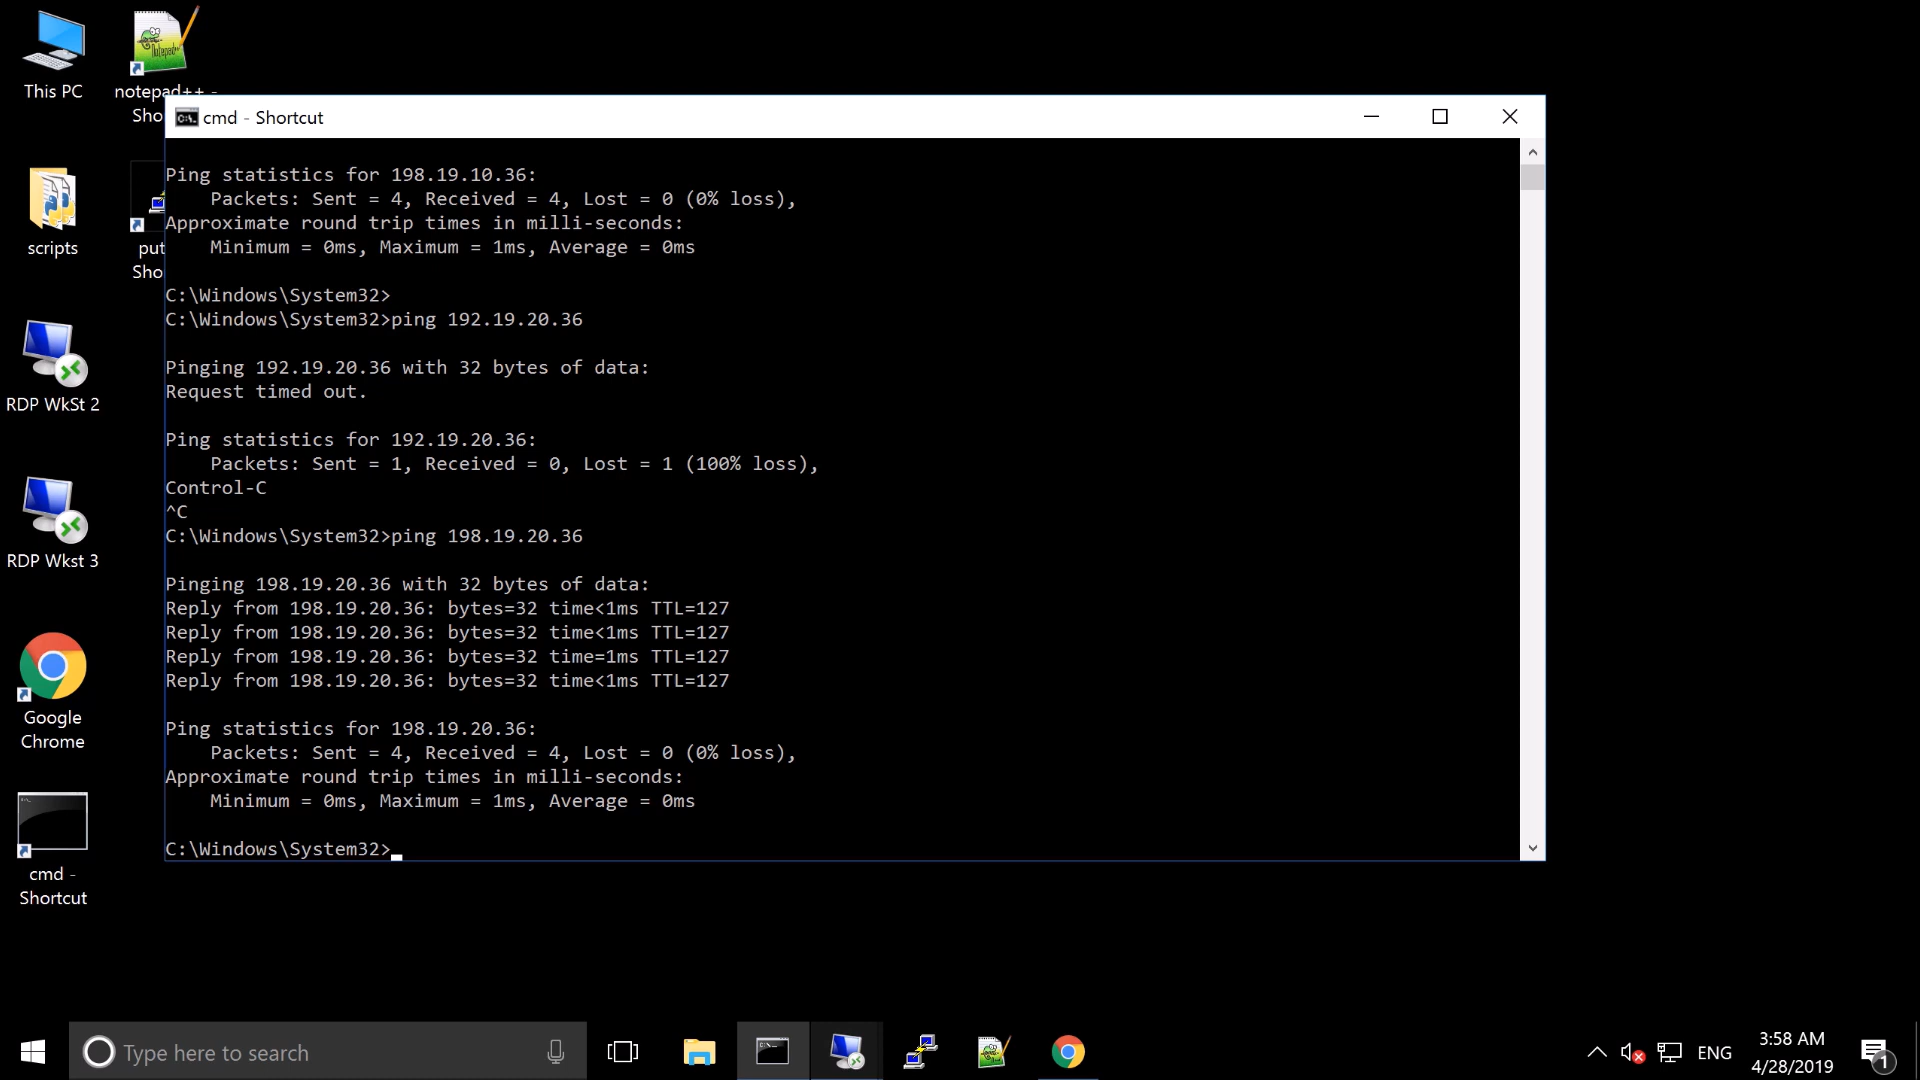 This PC
notepad++ -
Sho
scripts
put
Sho
RDP WkSt 2
RDP Wkst 3
Google
Chrome
cmd -
Shortcut
cmd - Shortcut
Ping statistics for 198.19.10.36:
    Packets: Sent = 4, Received = 4, Lost = 0 (0% loss),
Approximate round trip times in milli-seconds:
    Minimum = 0ms, Maximum = 1ms, Average = 0ms
C:\Windows\System32>
C:\Windows\System32>ping 192.19.20.36
Pinging 192.19.20.36 with 32 bytes of data:
Request timed out.
Ping statistics for 192.19.20.36:
    Packets: Sent = 1, Received = 0, Lost = 1 (100% loss),
Control-C
^C
C:\Windows\System32>ping 198.19.20.36
Pinging 198.19.20.36 with 32 bytes of data:
Reply from 198.19.20.36: bytes=32 time<1ms TTL=127
Reply from 198.19.20.36: bytes=32 time<1ms TTL=127
Reply from 198.19.20.36: bytes=32 time=1ms TTL=127
Reply from 198.19.20.36: bytes=32 time<1ms TTL=127
Ping statistics for 198.19.20.36:
    Packets: Sent = 4, Received = 4, Lost = 0 (0% loss),
Approximate round trip times in milli-seconds:
    Minimum = 0ms, Maximum = 1ms, Average = 0ms
C:\Windows\System32>
Type here to search
ENG
3:58 AM
4/28/2019
1